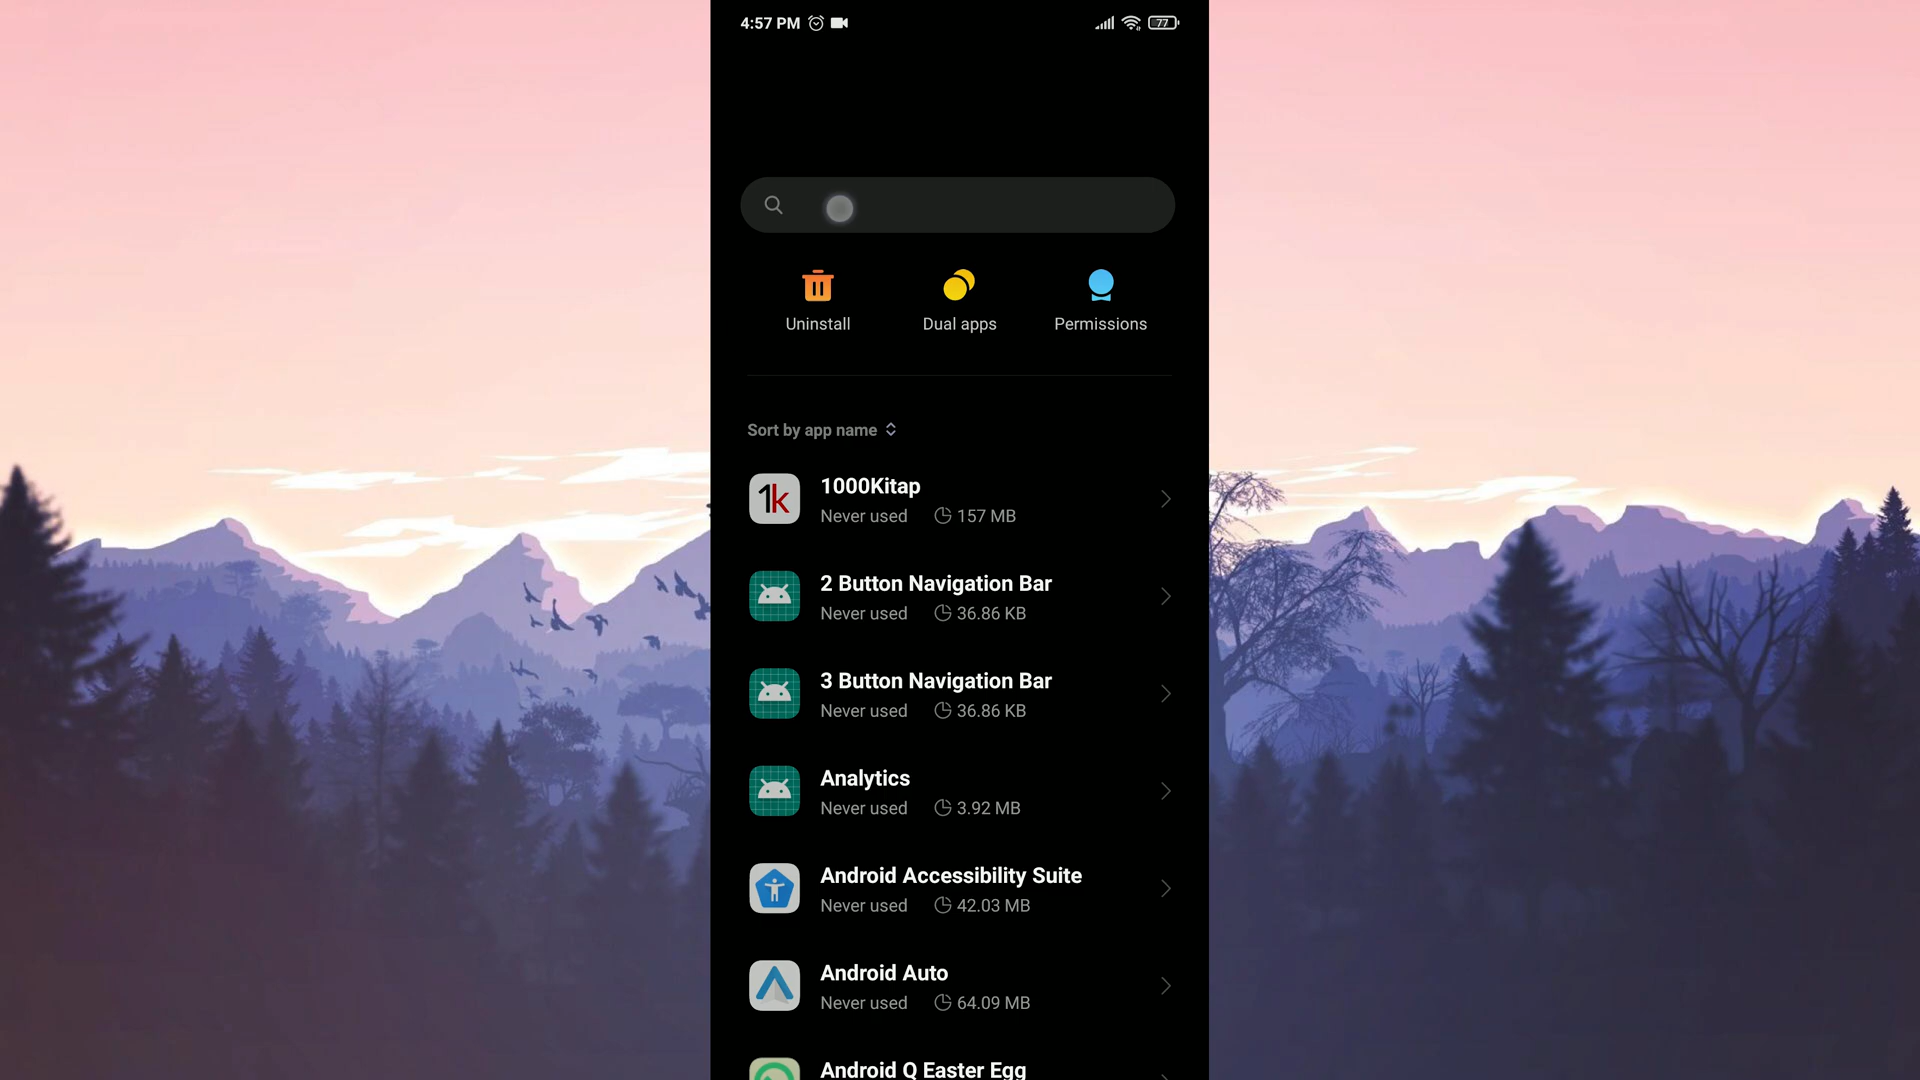 4:57 PM
77
Uninstall
Dual apps
Permissions
Sort by app name
1k
1000Kitap
Never used
157 MB
2 Button Navigation Bar
Never used
36.86 KB
3 Button Navigation Bar
Never used
36.86 KB
Analytics
Never used
3.92 MB
Android Accessibility Suite
Never used
42.03 MB
Android Auto
Never used
64.09 MB
Android Q Easter Egg